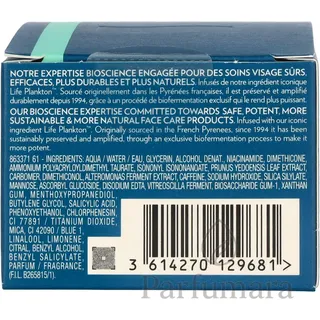 NOTRE EXPERTISE BIOSCIENCE ENGAGÉE POUR DES SOINS VISAGE SÛRS,
EFFICACES, PLUS DURABLES ET PLUS NATURELS. Infusés de notre ingrédient iconique
Life Plankton™. Sourcé originellement dans les Pyrénées françaises, il est préservé et amplifié
durablement depuis 1994, grâce à un procédé de biofermentation exclusif qui le rend plus puissant.
OUR BIOSCIENCE EXPERTISE COMMITTED TOWARDS SAFE, POTENT, MORE
SUSTAINABLE & MORE NATURAL FACE CARE PRODUCTS. Infused with our iconic
ingredient Life Plankton™. Originally sourced in the French Pyrenees, since 1994 it has been
sustainably preserved and amplified, through an exclusive biofermentation making it more potent.
863371 61 - INGREDIENTS: AQUA / WATER / EAU, GLYCERIN, ALCOHOL DENAT., NIACINAMIDE, DIMETHICONE,
AMMONIUM POLYACRYLOYLDIMETHYL TAURATE, ISONONYL ISONONANOATE, PRUNUS YEDOENSIS LEAF EXTRACT,
CARBOMER, DIMETHICONOL, ALTEROMONAS FERMENT EXTRACT, CAFFEINE, SODIUM HYDROXIDE, SILICA SILYLATE,
MANNOSE, ASCORBYL GLUCOSIDE, DISODIUM EDTA, VITREOSCILLA FERMENT, BIOSACCHARIDE GUM-1, XANTHAN
GUM, MENTHOXYPROPANEDIOL,
BUTYLENE GLYCOL, SALICYLIC ACID,
PHENOXYETHANOL, CHLORPHENESIN,
CI 77891 / TITANIUM DIOXIDE,
MICA, CI 42090 / BLUE 1,
LINALOOL, LIMONENE,
CITRAL, BENZYL ALCOHOL,
BENZYL SALICYLATE,
PARFUM / FRAGRANCE,
(F.I.L. B265815/1)
3 614270 129681 >
Parfumara